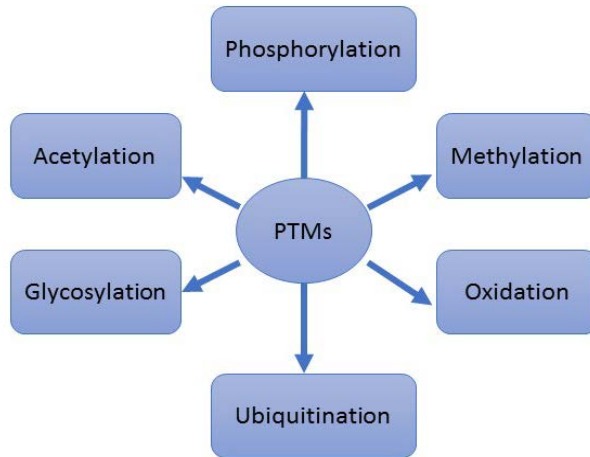 Phosphorylation
Acetylation
Methylation
PTMs
Glycosylation
Oxidation
Ubiquitination